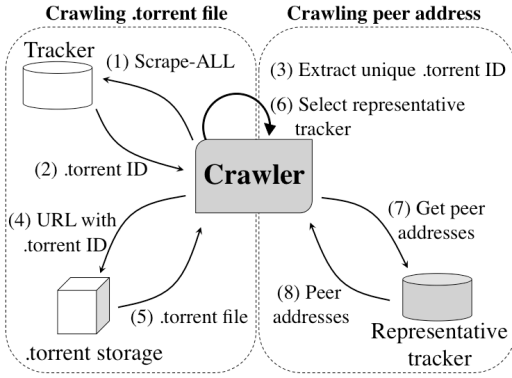 Crawling .torrent file
Crawling peer address
Tracker
(1) Scrape-ALL
(2) .torrent ID
(3) Extract unique .torrent ID
(6) Select representative
tracker
Crawler
(4) URL with
.torrent ID
(5) .torrent file
.torrent storage
(7) Get peer
addresses
(8) Peer
addresses
Representative
tracker